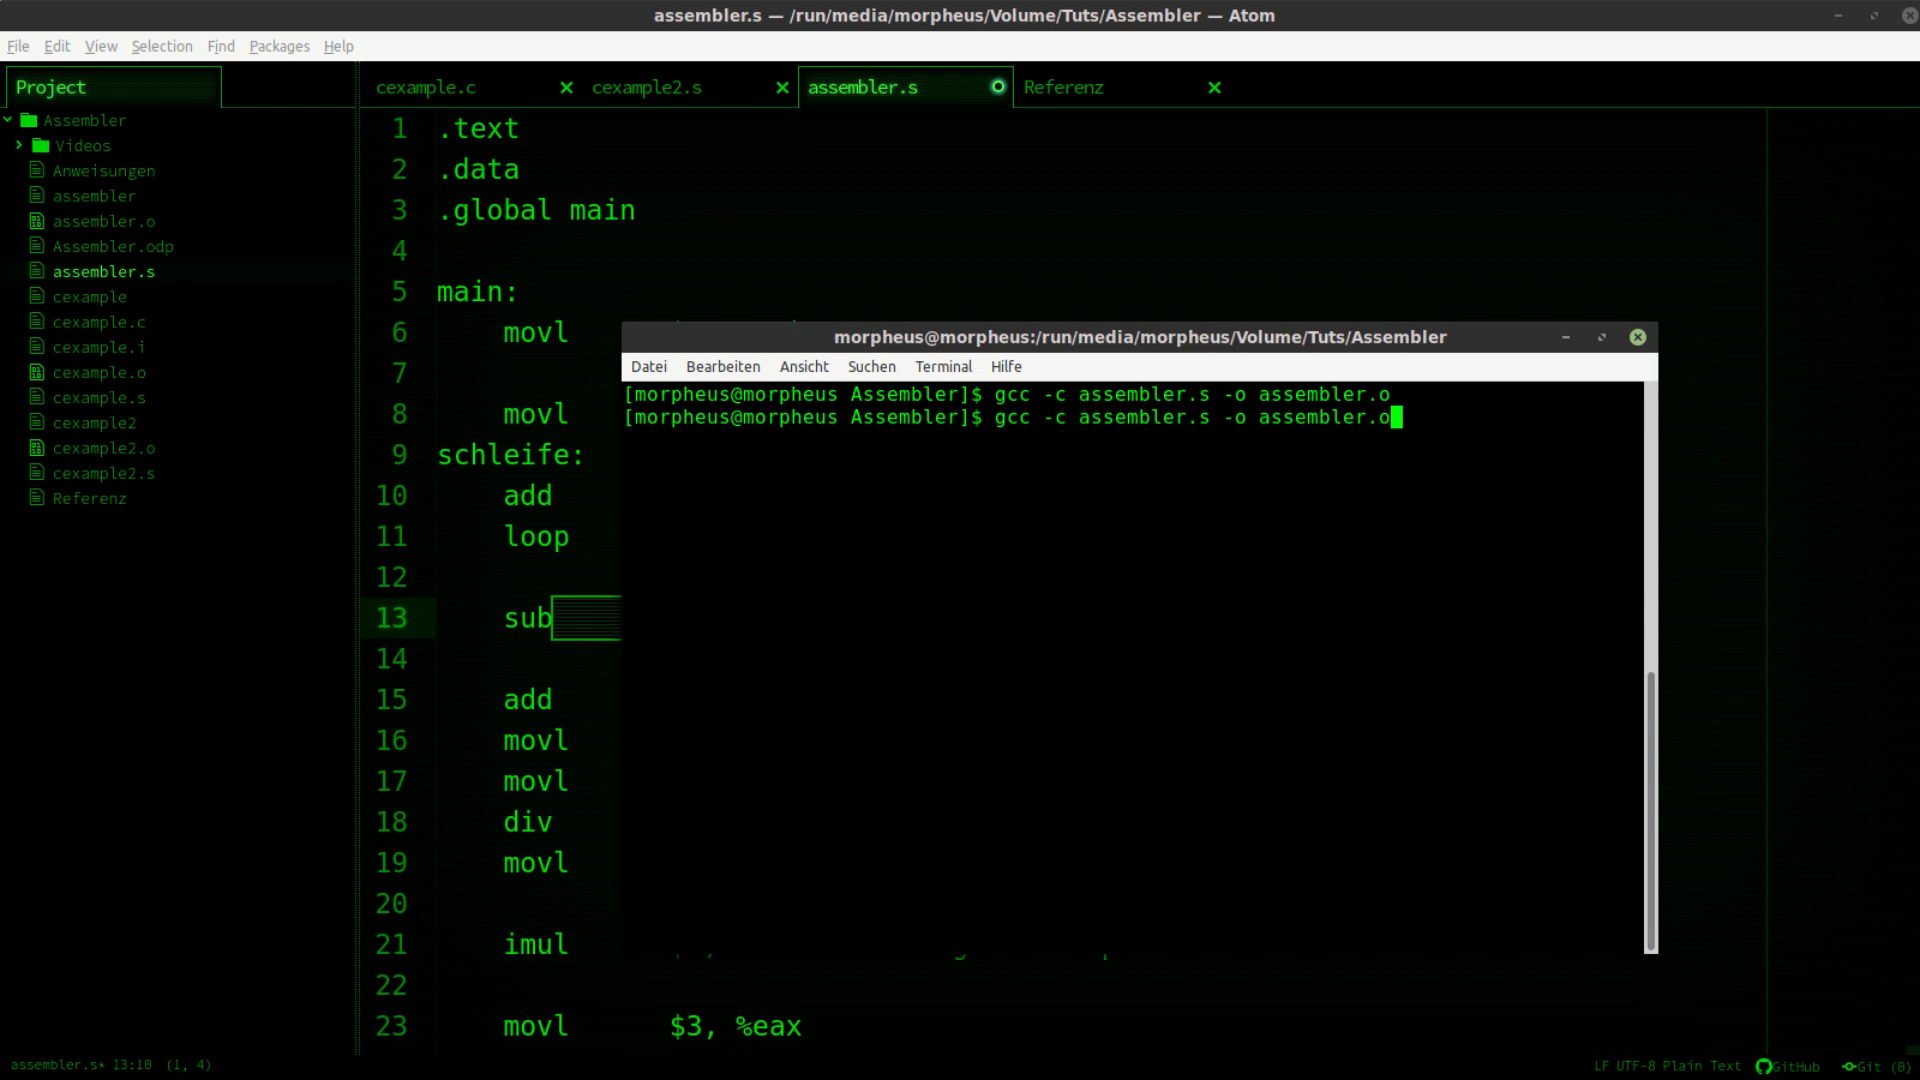 assembler.s — /run/media/morpheus/Volume/Tuts/Assembler — Atom
File Edit View Selection Find Packages Help
Project
cexample.c
cexample2.s
assembler.s
Referenz
Assembler
Videos
Anweisungen
assembler
assembler.o
Assembler.odp
assembler.s
cexample
cexample.c
cexample.i
cexample.o
cexample.s
cexample2
cexample2.o
cexample2.s
Referenz
1 .text
2 .data
3 .global main
4
5 main:
6 movl
7
8 movl
9 schleife:
10 add
11 loop
12
13 sub
14
15 add
16 movl
17 movl
18 div
19 movl
20
21 imul
22
23 movl $3, %eax
morpheus@morpheus:/run/media/morpheus/Volume/Tuts/Assembler
Datei Bearbeiten Ansicht Suchen Terminal Hilfe
[morpheus@morpheus Assembler]$ gcc -c assembler.s -o assembler.o
[morpheus@morpheus Assembler]$ gcc -c assembler.s -o assembler.o
assembler.s• 13:10 (1, 4)
LF UTF-8 Plain Text GitHub Git (0)